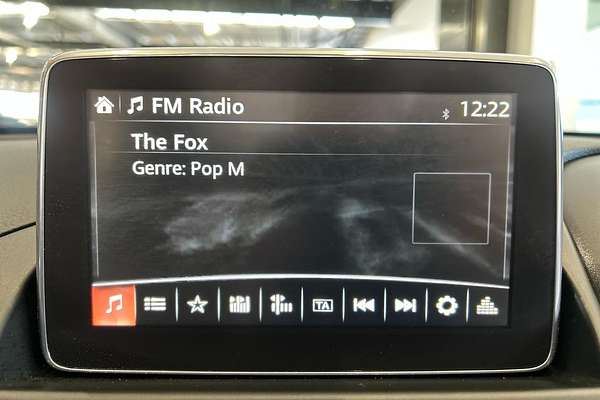 FM Radio 12:22
The Fox
Genre: Pop M
TA